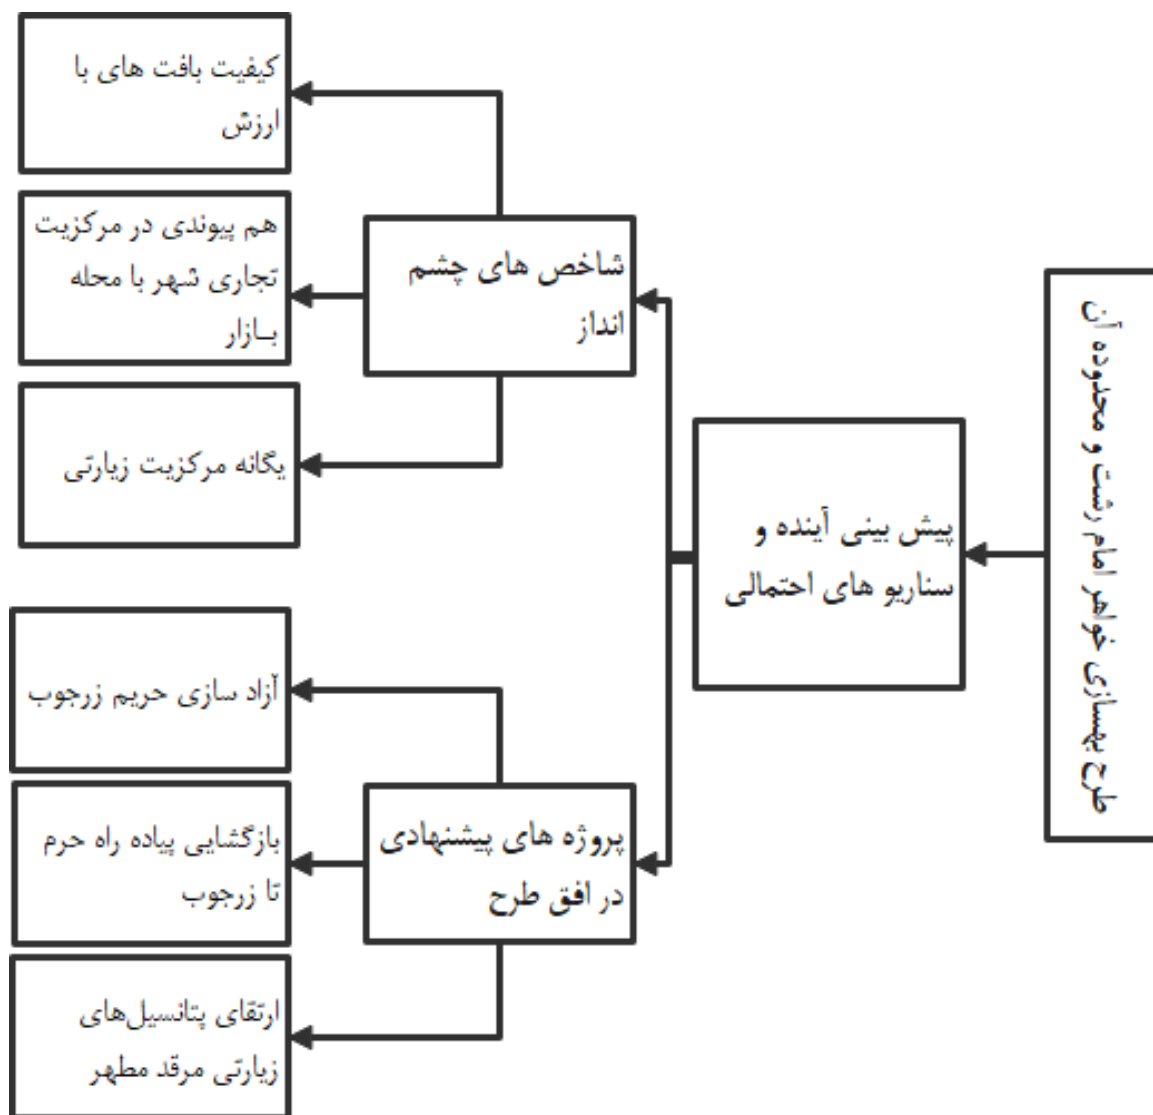 طرح بهسازی خواهر امام رشت و محدوده آن
پیش بینی آینده و
سناریو های احتمالی
شاخص های چشم
انداز
کیفیت بافت های با
ارزش
هم پیوندی در مرکزیت
تجاری شهر با محله
بـازار
یگانه مرکزیت زیارتی
پروژه های پیشنهادی
در افق طرح
آزاد سازی حریم زرجوب
بازگشایی پیاده راه حرم
تا زرجوب
ارتقای پتانسیل‌های
زیارتی مرقد مطهر